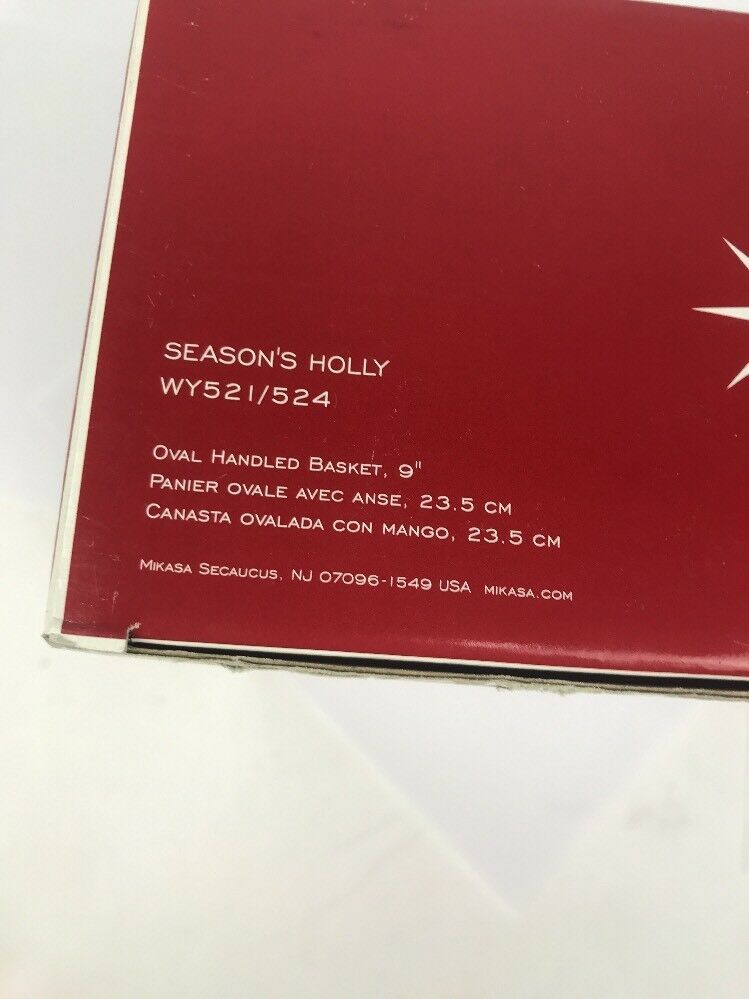 SEASON'S HOLLY
WY521/524
OVAL HANDLED BASKET, 9"
PANIER OVALE AVEC ANSE, 23.5 CM
CANASTA OVALADA CON MANGO, 23.5 CM
MIKASA SECAUCUS, NJ 07096-1549 USA MIKASA.COM